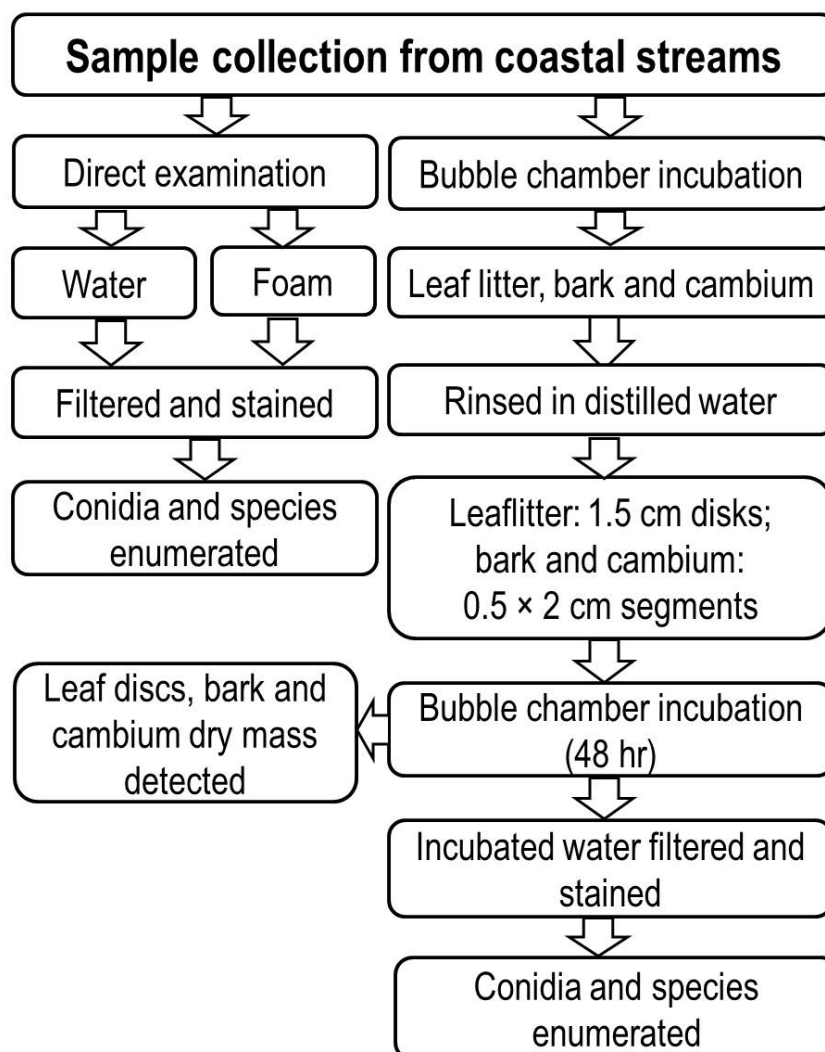 Sample collection from coastal streams
Direct examination
Bubble chamber incubation
Water
Foam
Leaf litter, bark and cambium
Filtered and stained
Rinsed in distilled water
Conidia and species
enumerated
Leaflitter: 1.5 cm disks;
bark and cambium:
0.5 × 2 cm segments
Leaf discs, bark and
cambium dry mass
detected
Bubble chamber incubation
(48 hr)
Incubated water filtered and
stained
Conidia and species
enumerated